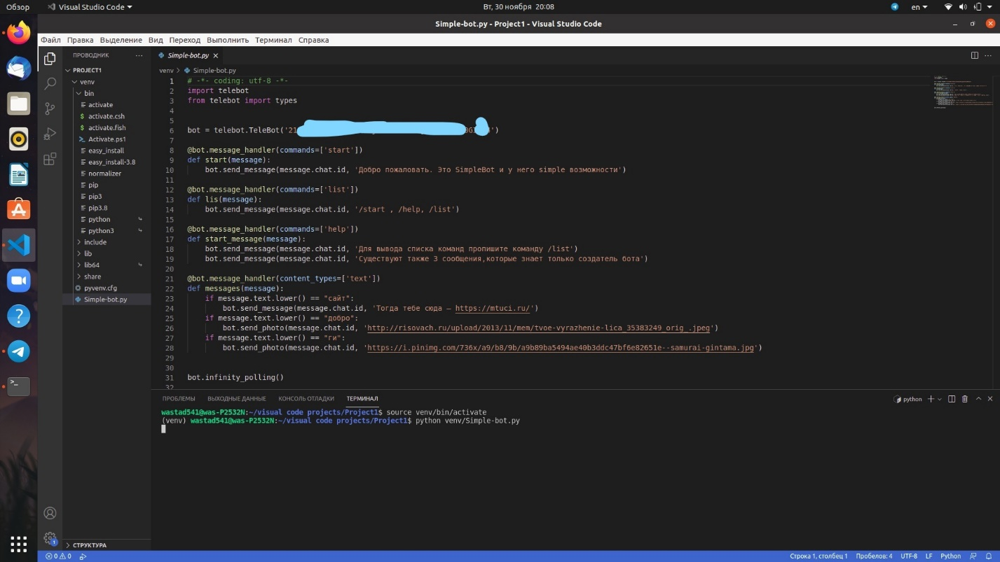 Обзор
Visual Studio Code
Вт, 30 ноября 20:08
en
Simple-bot.py - Project1 - Visual Studio Code
Файл Правка Выделение Вид Переход Выполнить Терминал Справка
ПРОВОДНИК
PROJECT1
venv
bin
activate
$ activate.csh
$ activate.fish
Activate.ps1
easy_install
easy_install-3.8
normalizer
pip
pip3
pip3.8
python
python3
include
lib
lib64
share
pyvenv.cfg
Simple-bot.py
СТРУКТУРА
Simple-bot.py
venv > Simple-bot.py
1 # -*- coding: utf-8 -*-
2 import telebot
3 from telebot import types
4
5
6 bot = telebot.TeleBot('21 ')
7
8 @bot.message_handler(commands=['start'])
9 def start(message):
10 bot.send_message(message.chat.id, 'Добро пожаловать. Это SimpleBot и у него simple возможности')
11
12 @bot.message_handler(commands=['list'])
13 def lis(message):
14 bot.send_message(message.chat.id, '/start , /help, /list')
15
16 @bot.message_handler(commands=['help'])
17 def start_message(message):
18 bot.send_message(message.chat.id, 'Для вывода списка команд пропишите команду /list')
19 bot.send_message(message.chat.id, 'Существуют также 3 сообщения,которые знает только создатель бота')
20
21 @bot.message_handler(content_types=['text'])
22 def messages(message):
23 if message.text.lower() == "сайт":
24 bot.send_message(message.chat.id, 'Тогда тебе сюда – https://mtuci.ru/')
25 if message.text.lower() == "добро":
26 bot.send_photo(message.chat.id, 'http://risovach.ru/upload/2013/11/mem/tvoe-vyrazhenie-lica_35383249_orig_.jpeg')
27 if message.text.lower() == "ги":
28 bot.send_photo(message.chat.id, 'https://i.pinimg.com/736x/a9/b8/9b/a9b89ba5494ae40b3ddc47bf6e82651e--samurai-gintama.jpg')
29
30
31 bot.infinity_polling()
32
ПРОБЛЕМЫ ВЫХОДНЫЕ ДАННЫЕ КОНСОЛЬ ОТЛАДКИ ТЕРМИНАЛ
python
wastad541@was-P2532N:~/visual code projects/Project1$ source venv/bin/activate
(venv) wastad541@was-P2532N:~/visual code projects/Project1$ python venv/Simple-bot.py
1
0 0
Строка 1, столбец 1 Пробелов: 4 UTF-8 LF Python